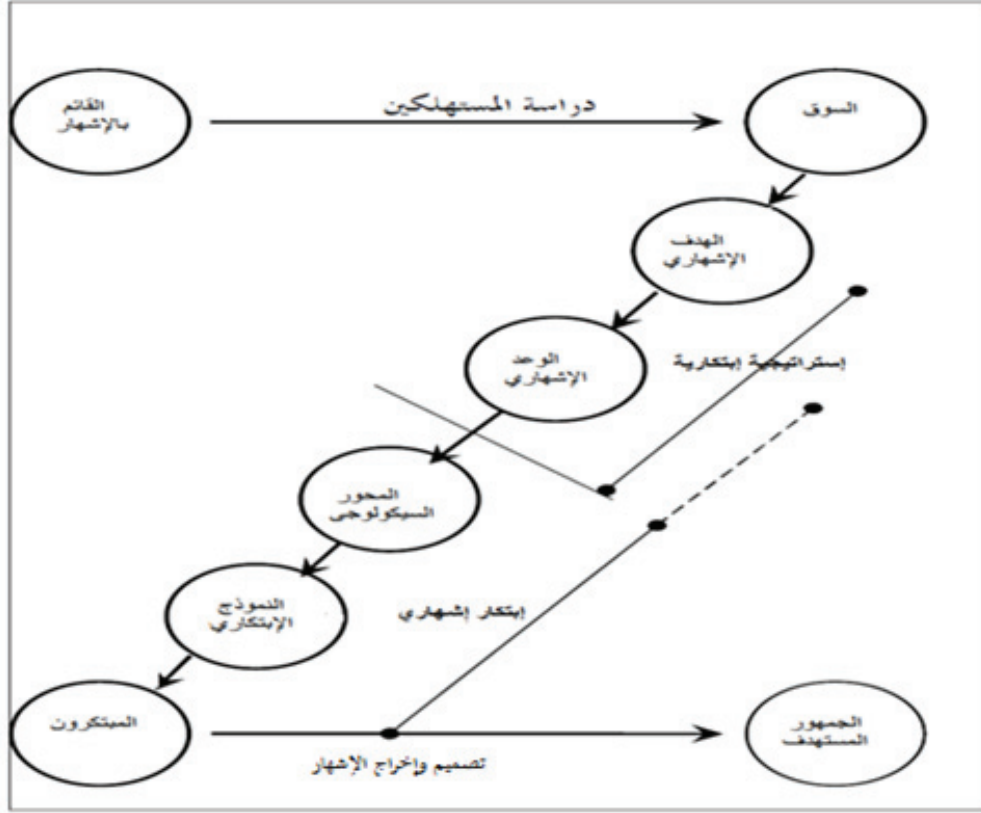 القائم
بالإشهار
دراسة المستهلكين
السوق
الهدف
الإشهاري
الوعد
الإشهاري
إستراتيجية إبتكارية
المحور
السيكولوجى
النموذج
الإبتكاري
إبتكار إشهاري
المبتكرون
تصميم وإخراج الإشهار
الجمهور
المستهدف